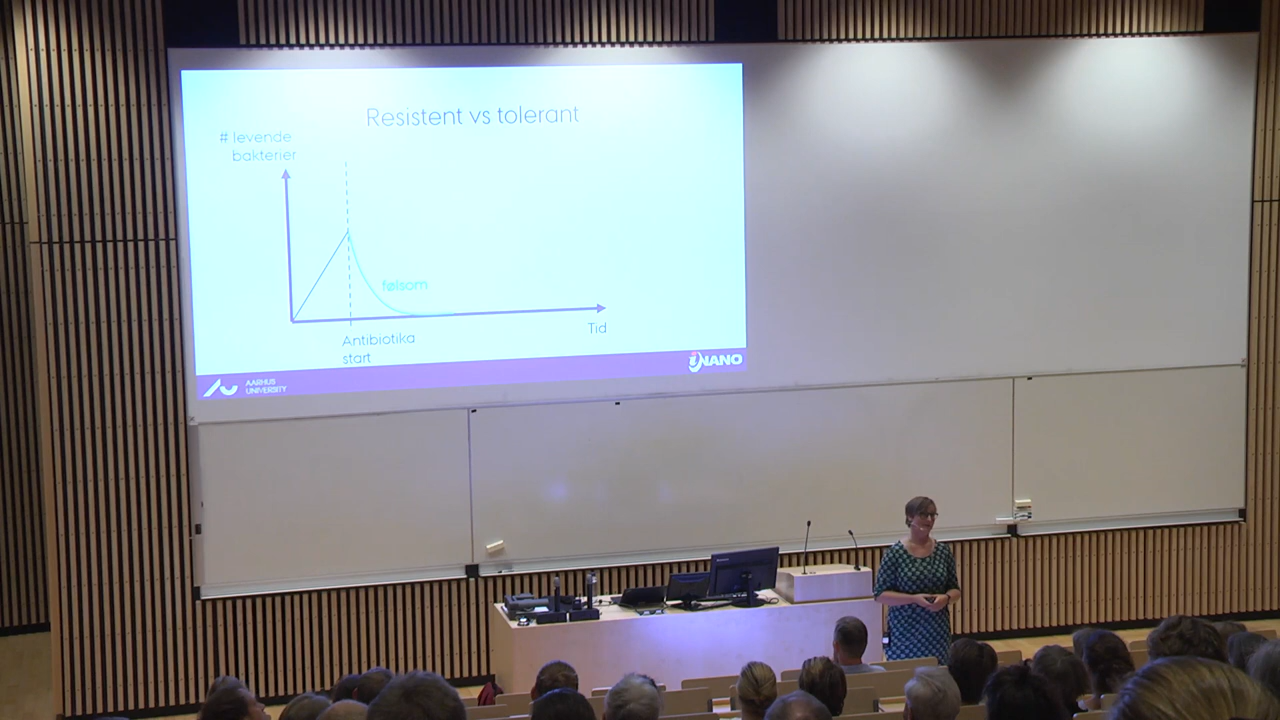 Resistent vs tolerant
# levende
bakterier
følsom
Tid
Antibiotika
start
AARHUS
UNIVERSITY
iNANO